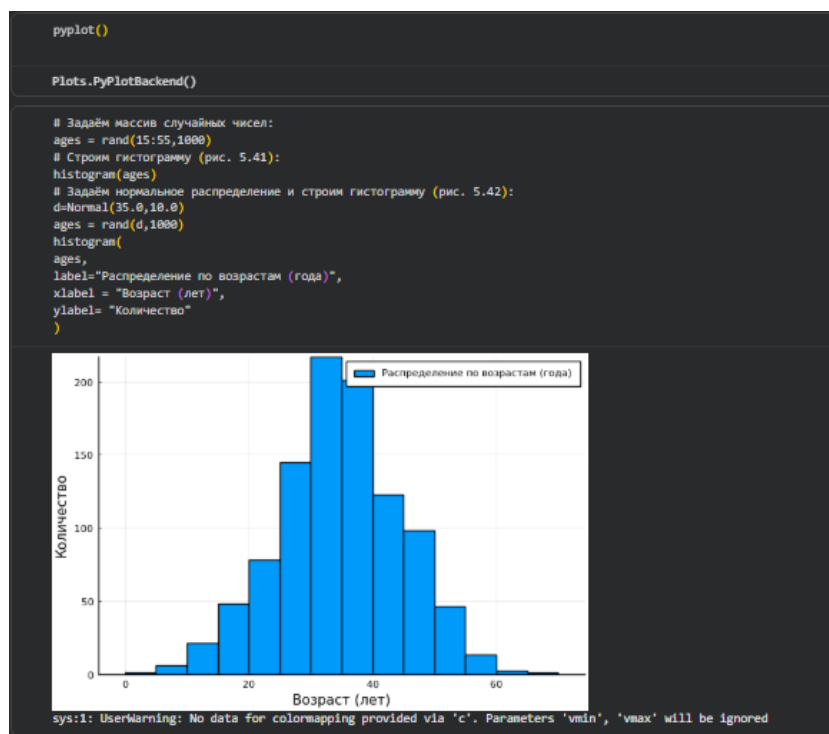 pyplot()
Plots.PyPlotBackend()
# Задаём массив случайных чисел:
ages = rand(15:55,1000)
# Строим гистограмму (рис. 5.41):
histogram(ages)
# Задаём нормальное распределение и строим гистограмму (рис. 5.42):
d=Normal(35.0,10.0)
ages = rand(d,1000)
histogram(
ages,
label="Распределение по возрастам (года)",
xlabel = "Возраст (лет)",
ylabel= "Количество"
)
Распределение по возрастам (года)
200
150
100
50
0
Количество
0 20 40 60
Возраст (лет)
sys:1: UserWarning: No data for colormapping provided via 'c'. Parameters 'vmin', 'vmax' will be ignored